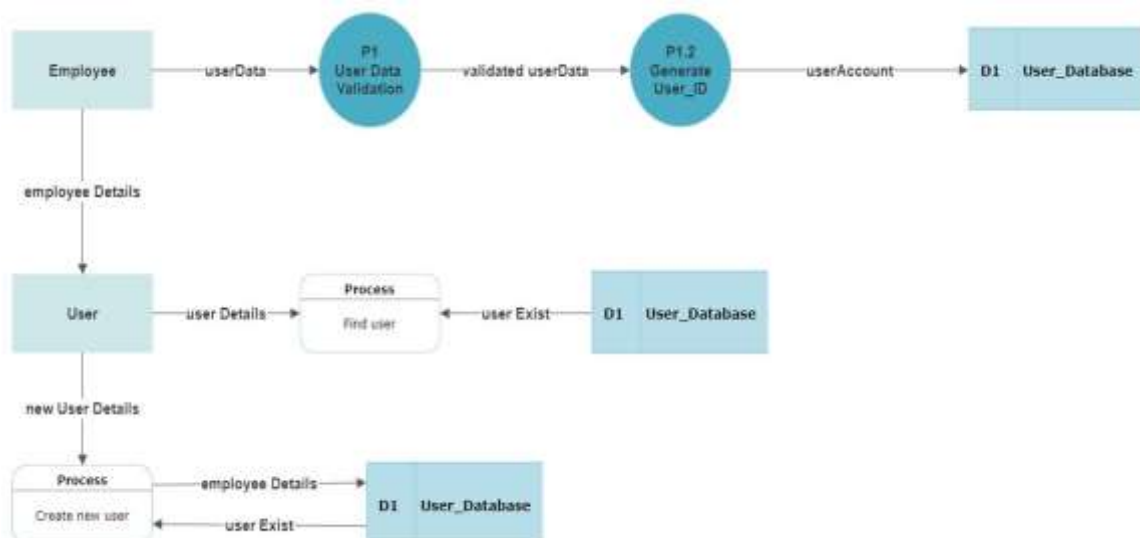 P1
User Data
Validation
P1.2
Generate
User_ID
Employee
userData
validated userData
userAccount
D1 User_Database
employee Details
User
user Details
Process
Find user
user Exist
D1 User_Database
new User Details
Process
Create new user
employee Details
user Exist
D1 User_Database